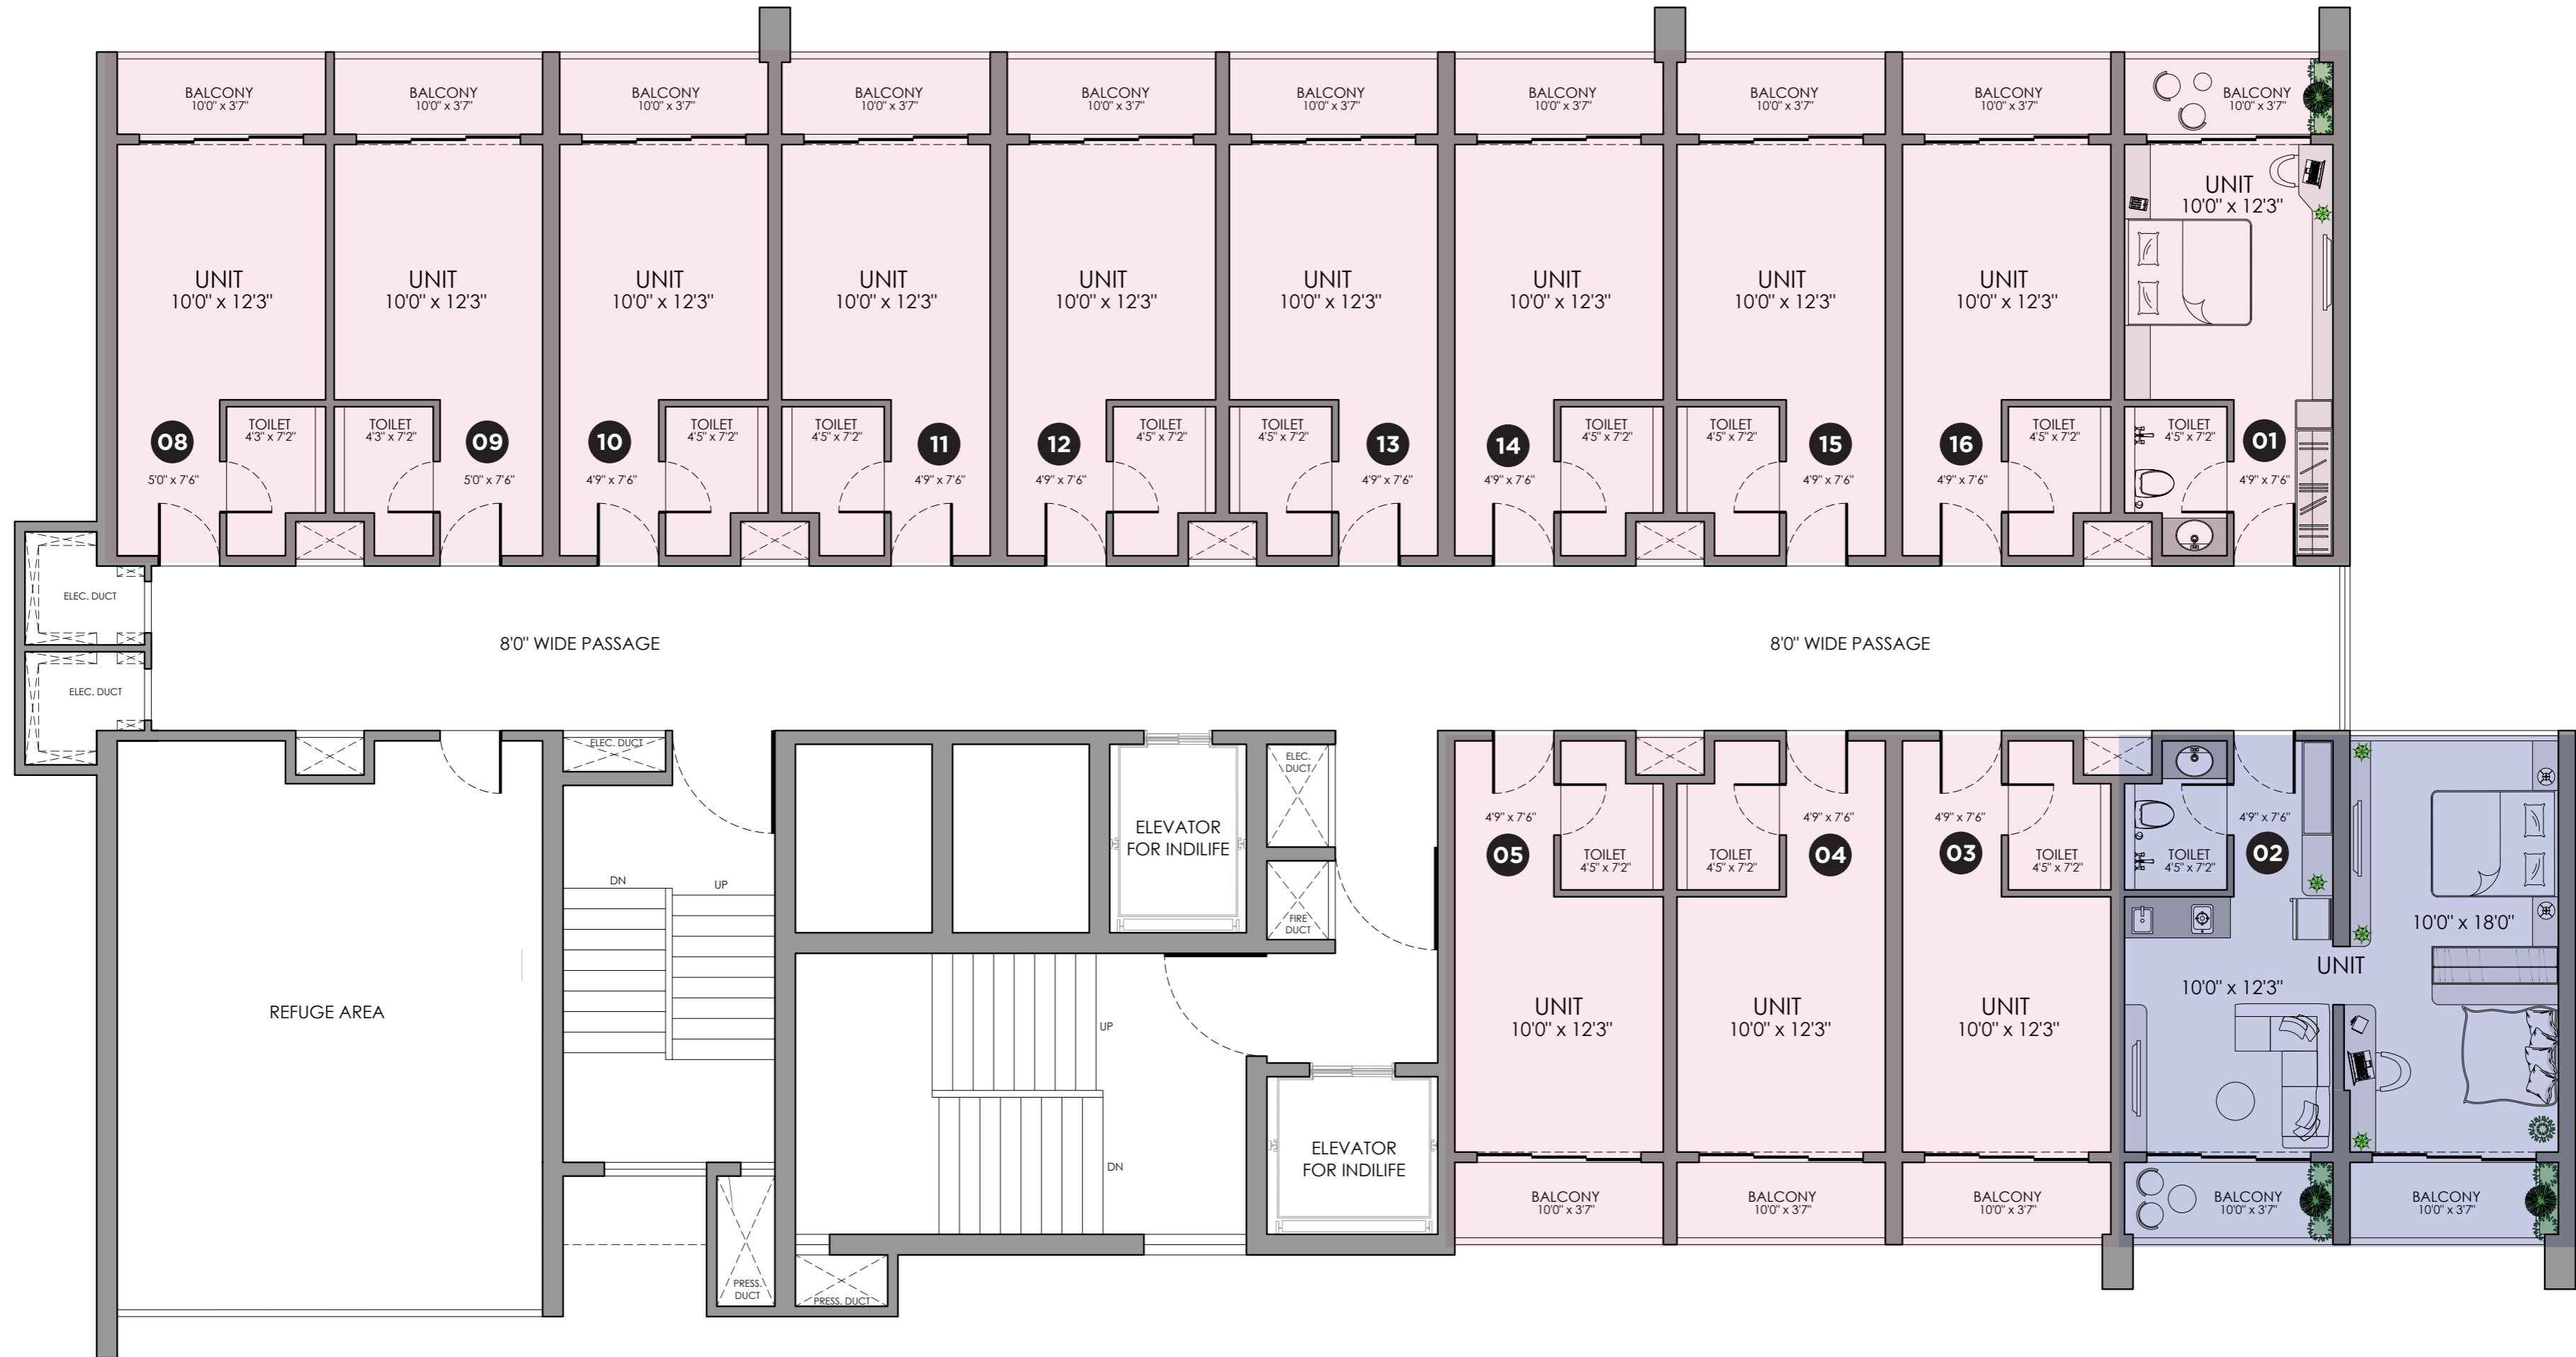 BALCONY
10'0" x 3'7"
BALCONY
10'0" x 3'7"
BALCONY
10'0" x 3'7"
BALCONY
10'0" x 3'7"
BALCONY
10'0" x 3'7"
BALCONY
10'0" x 3'7"
BALCONY
10'0" x 3'7"
BALCONY
10'0" x 3'7"
BALCONY
10'0" x 3'7"
BALCONY
10'0" x 3'7"
UNIT
10'0" x 12'3"
UNIT
10'0" x 12'3"
UNIT
10'0" x 12'3"
UNIT
10'0" x 12'3"
UNIT
10'0" x 12'3"
UNIT
10'0" x 12'3"
UNIT
10'0" x 12'3"
UNIT
10'0" x 12'3"
UNIT
10'0" x 12'3"
UNIT
10'0" x 12'3"
08
5'0" x 7'6"
TOILET
4'3" x 7'2"
TOILET
4'3" x 7'2"
09
5'0" x 7'6"
10
4'9" x 7'6"
TOILET
4'5" x 7'2"
TOILET
4'5" x 7'2"
11
4'9" x 7'6"
12
4'9" x 7'6"
TOILET
4'5" x 7'2"
TOILET
4'5" x 7'2"
13
4'9" x 7'6"
14
4'9" x 7'6"
TOILET
4'5" x 7'2"
TOILET
4'5" x 7'2"
15
4'9" x 7'6"
16
4'9" x 7'6"
TOILET
4'5" x 7'2"
TOILET
4'5" x 7'2"
01
4'9" x 7'6"
ELEC. DUCT
8'0" WIDE PASSAGE
8'0" WIDE PASSAGE
ELEC. DUCT
ELEC. DUCT
ELEC.
DUCT
ELEVATOR
FOR INDILIFE
FIRE
DUCT
DN
UP
REFUGE AREA
UP
DN
ELEVATOR
FOR INDILIFE
PRESS.
DUCT
PRESS. DUCT
4'9" x 7'6"
05
TOILET
4'5" x 7'2"
TOILET
4'5" x 7'2"
4'9" x 7'6"
04
4'9" x 7'6"
03
TOILET
4'5" x 7'2"
TOILET
4'5" x 7'2"
4'9" x 7'6"
02
10'0" x 18'0"
UNIT
10'0" x 12'3"
UNIT
10'0" x 12'3"
UNIT
10'0" x 12'3"
UNIT
10'0" x 12'3"
BALCONY
10'0" x 3'7"
BALCONY
10'0" x 3'7"
BALCONY
10'0" x 3'7"
BALCONY
10'0" x 3'7"
BALCONY
10'0" x 3'7"